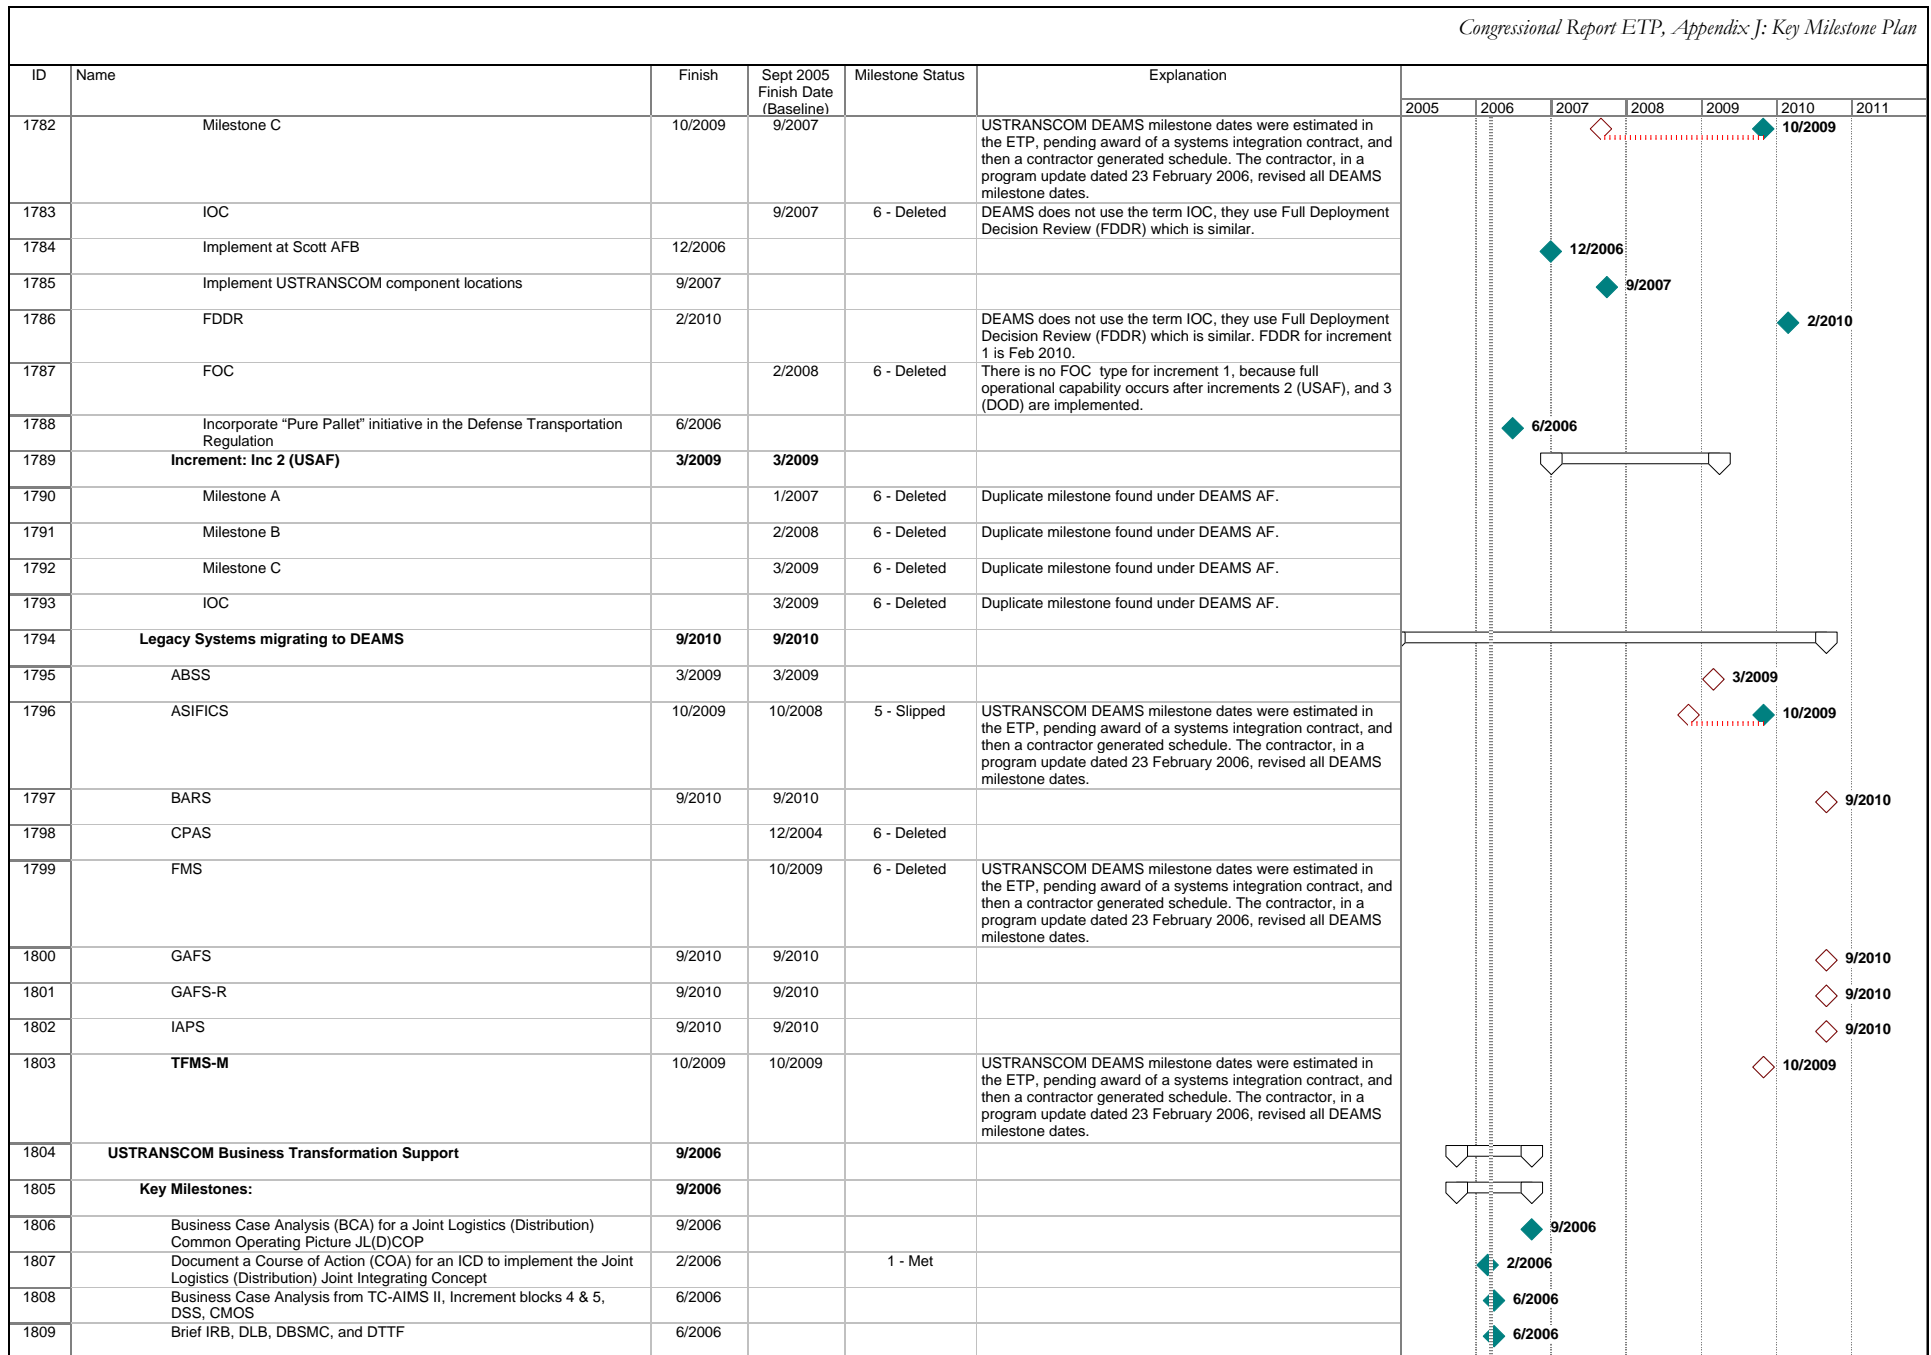 Congressional Report ETP, Appendix J: Key Milestone Plan
ID Name Finish Sept 2005 Finish Date (Baseline) Milestone Status Explanation
2005 2006 2007 2008 2009 2010 2011
1782 Milestone C 10/2009 9/2007 USTRANSCOM DEAMS milestone dates were estimated in
the ETP, pending award of a systems integration contract, and
then a contractor generated schedule. The contractor, in a
program update dated 23 February 2006, revised all DEAMS
milestone dates.
10/2009
1783 IOC 9/2007 6 - Deleted DEAMS does not use the term IOC, they use Full Deployment
Decision Review (FDDR) which is similar.
1784 Implement at Scott AFB 12/2006
12/2006
1785 Implement USTRANSCOM component locations 9/2007
9/2007
1786 FDDR 2/2010 DEAMS does not use the term IOC, they use Full Deployment
Decision Review (FDDR) which is similar. FDDR for increment
1 is Feb 2010.
2/2010
1787 FOC 2/2008 6 - Deleted There is no FOC type for increment 1, because full
operational capability occurs after increments 2 (USAF), and 3
(DOD) are implemented.
1788 Incorporate “Pure Pallet” initiative in the Defense Transportation
Regulation
6/2006
6/2006
1789 Increment: Inc 2 (USAF) 3/2009 3/2009
1790 Milestone A 1/2007 6 - Deleted Duplicate milestone found under DEAMS AF.
1791 Milestone B 2/2008 6 - Deleted Duplicate milestone found under DEAMS AF.
1792 Milestone C 3/2009 6 - Deleted Duplicate milestone found under DEAMS AF.
1793 IOC 3/2009 6 - Deleted Duplicate milestone found under DEAMS AF.
1794 Legacy Systems migrating to DEAMS 9/2010 9/2010
1795 ABSS 3/2009 3/2009
3/2009
1796 ASIFICS 10/2009 10/2008 5 - Slipped USTRANSCOM DEAMS milestone dates were estimated in
the ETP, pending award of a systems integration contract, and
then a contractor generated schedule. The contractor, in a
program update dated 23 February 2006, revised all DEAMS
milestone dates.
10/2009
1797 BARS 9/2010 9/2010
9/2010
1798 CPAS 12/2004 6 - Deleted
1799 FMS 10/2009 6 - Deleted USTRANSCOM DEAMS milestone dates were estimated in
the ETP, pending award of a systems integration contract, and
then a contractor generated schedule. The contractor, in a
program update dated 23 February 2006, revised all DEAMS
milestone dates.
1800 GAFS 9/2010 9/2010
9/2010
1801 GAFS-R 9/2010 9/2010
9/2010
1802 IAPS 9/2010 9/2010
9/2010
1803 TFMS-M 10/2009 10/2009 USTRANSCOM DEAMS milestone dates were estimated in
the ETP, pending award of a systems integration contract, and
then a contractor generated schedule. The contractor, in a
program update dated 23 February 2006, revised all DEAMS
milestone dates.
10/2009
1804 USTRANSCOM Business Transformation Support 9/2006
1805 Key Milestones: 9/2006
1806 Business Case Analysis (BCA) for a Joint Logistics (Distribution)
Common Operating Picture JL(D)COP
9/2006
9/2006
1807 Document a Course of Action (COA) for an ICD to implement the Joint
Logistics (Distribution) Joint Integrating Concept
2/2006 1 - Met
2/2006
1808 Business Case Analysis from TC-AIMS II, Increment blocks 4 & 5,
DSS, CMOS
6/2006
6/2006
1809 Brief IRB, DLB, DBSMC, and DTTF 6/2006
6/2006